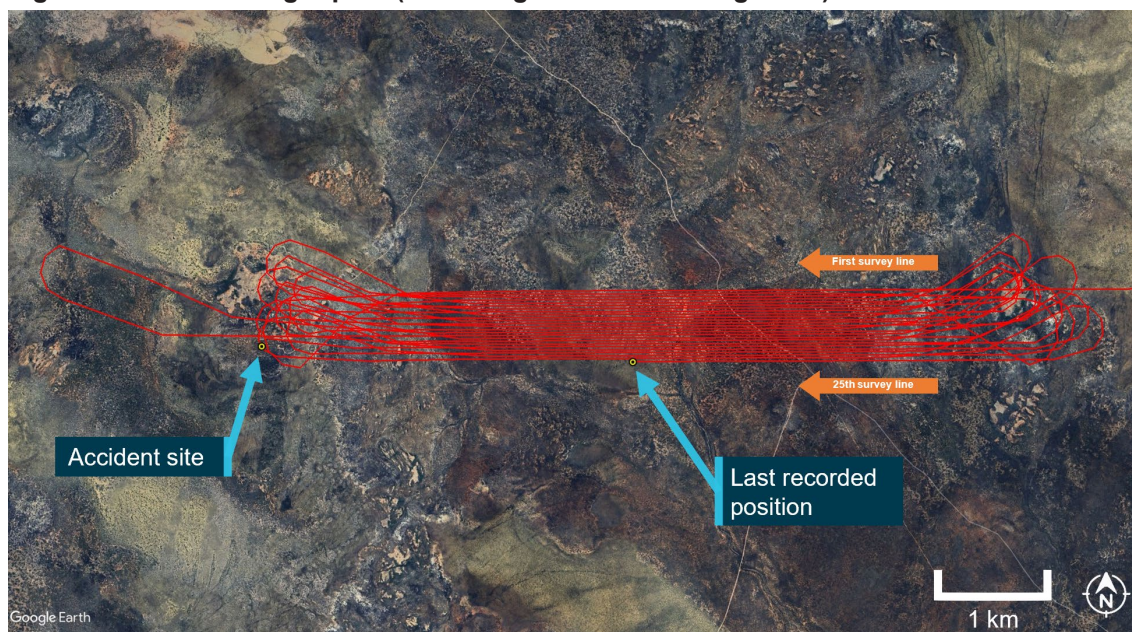 First survey line
25th survey line
Accident site
Last recorded
position
Google Earth
1 km
N